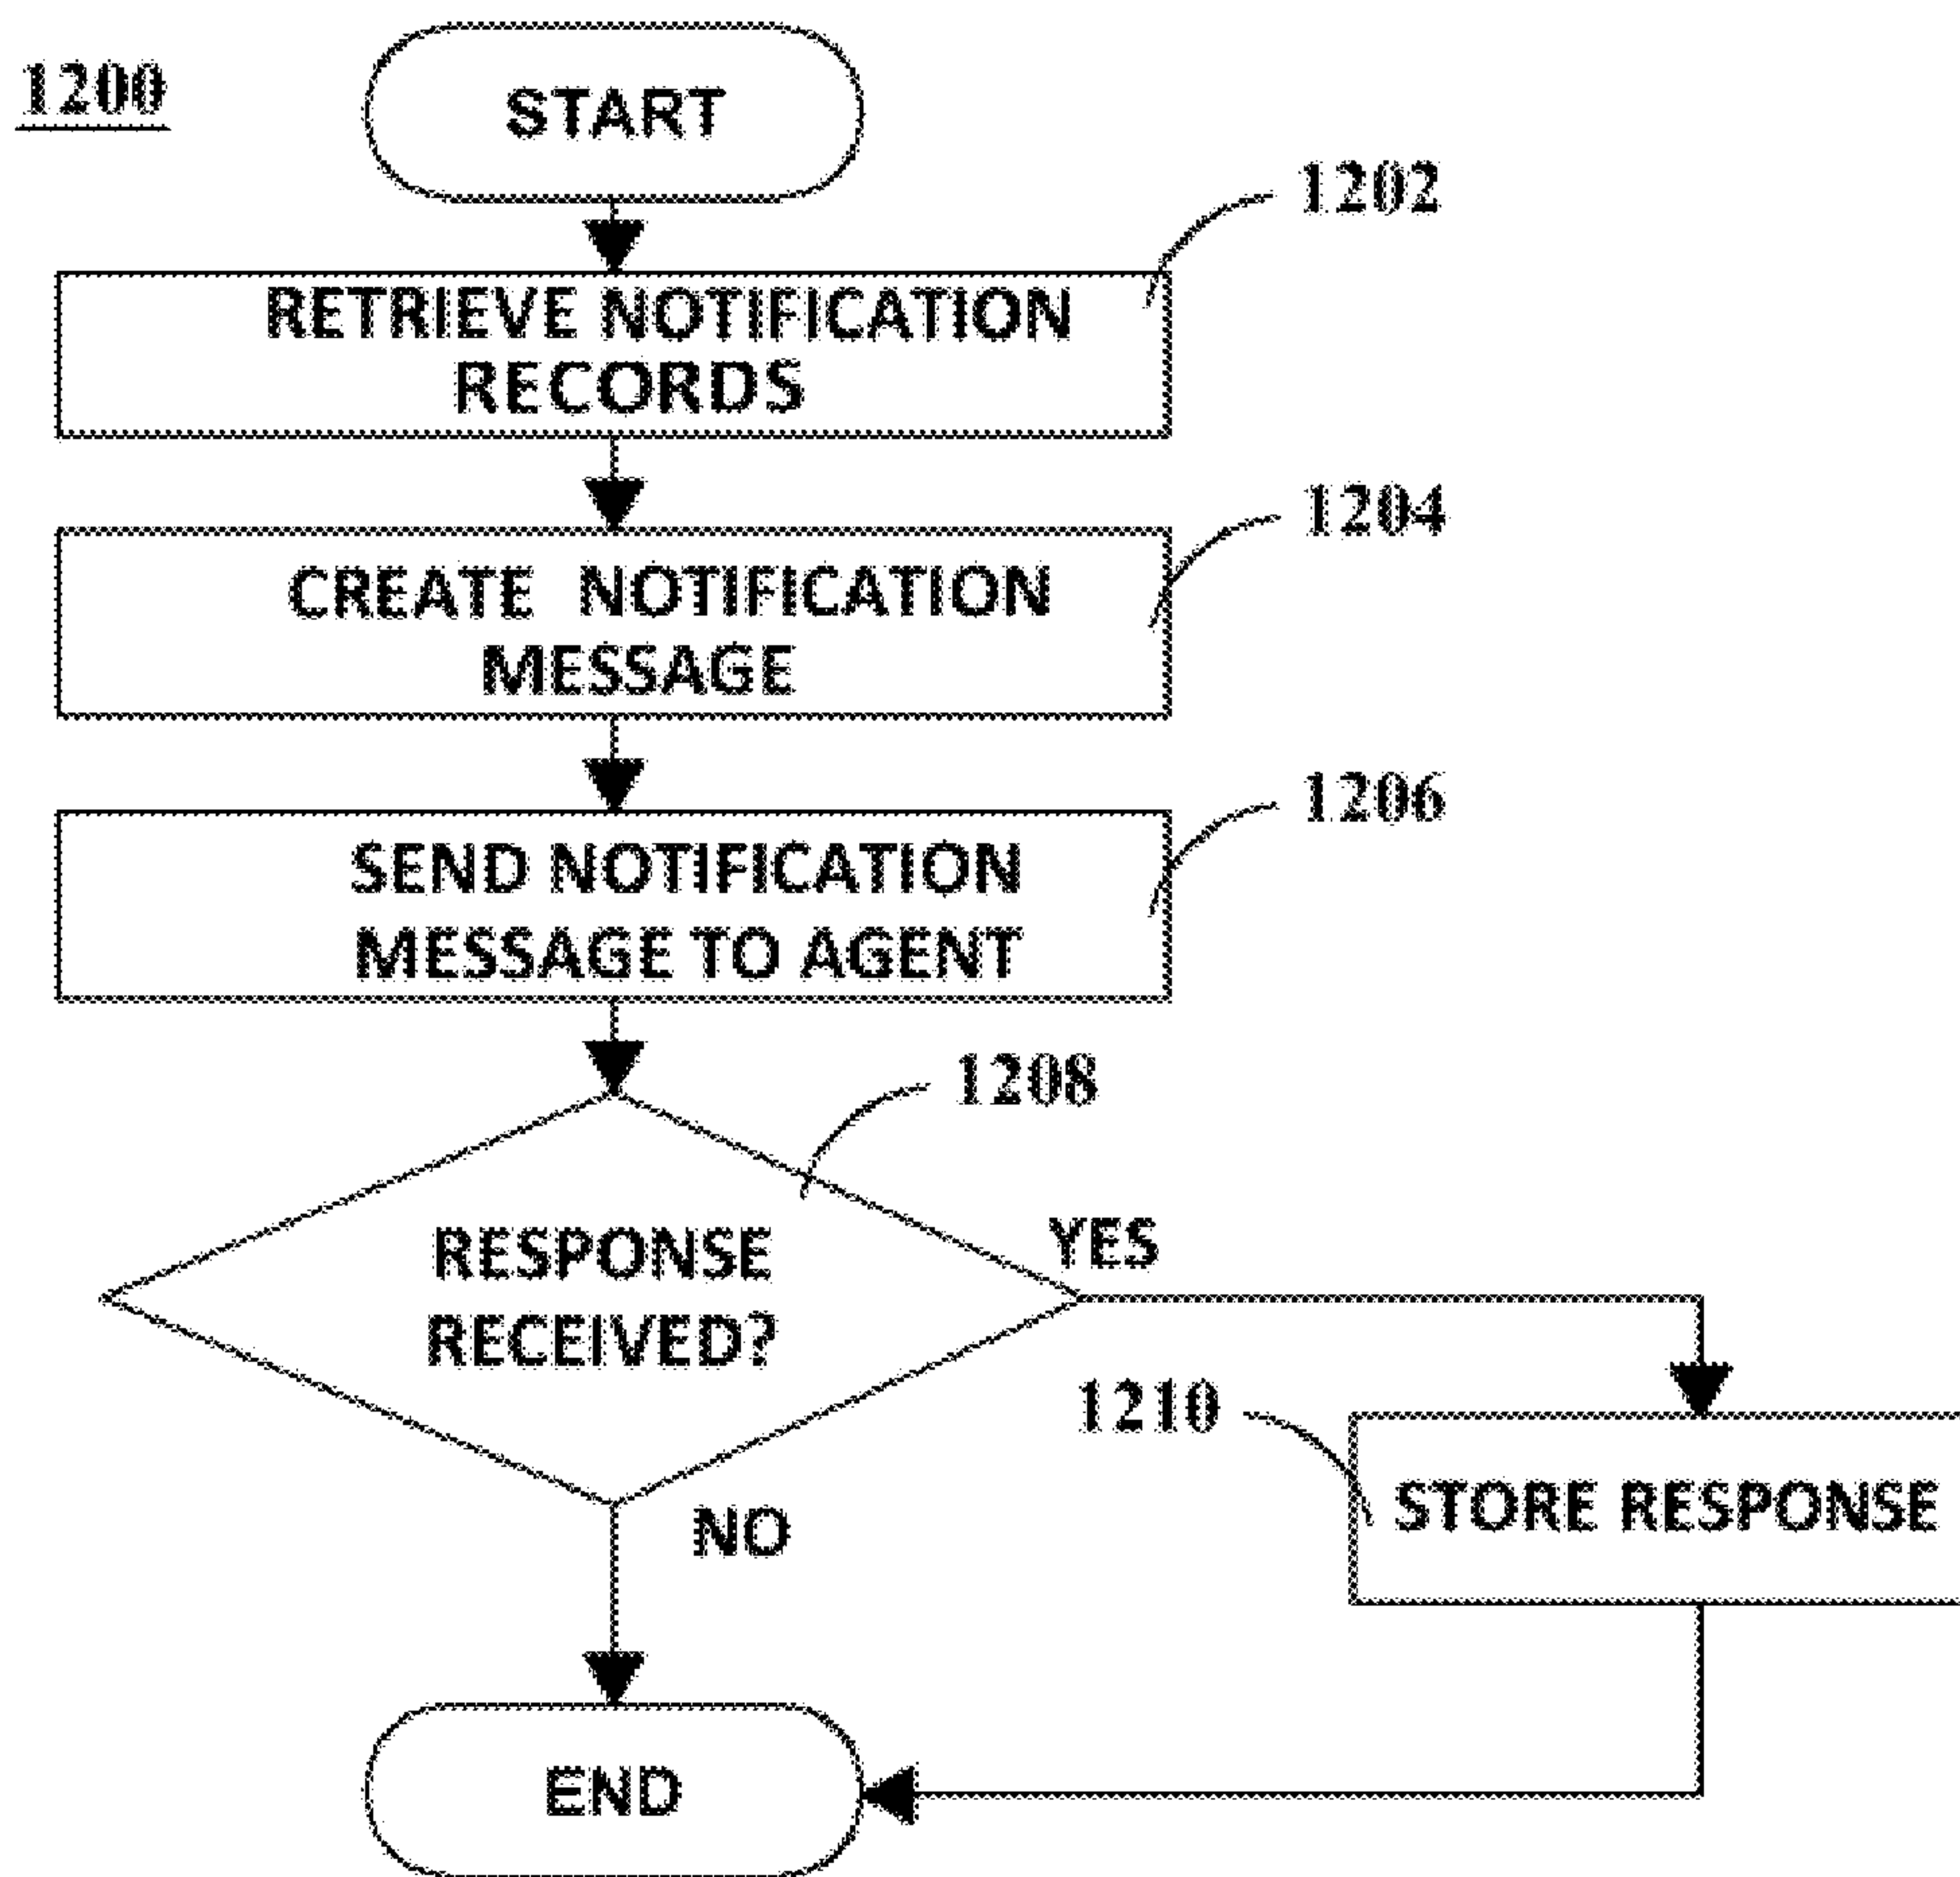 1200
START
1202
RETRIEVE NOTIFICATION
RECORDS
1204
CREATE NOTIFICATION
MESSAGE
1206
SEND NOTIFICATION
MESSAGE TO AGENT
1208
RESPONSE
RECEIVED?
YES
1210
STORE RESPONSE
NO
END